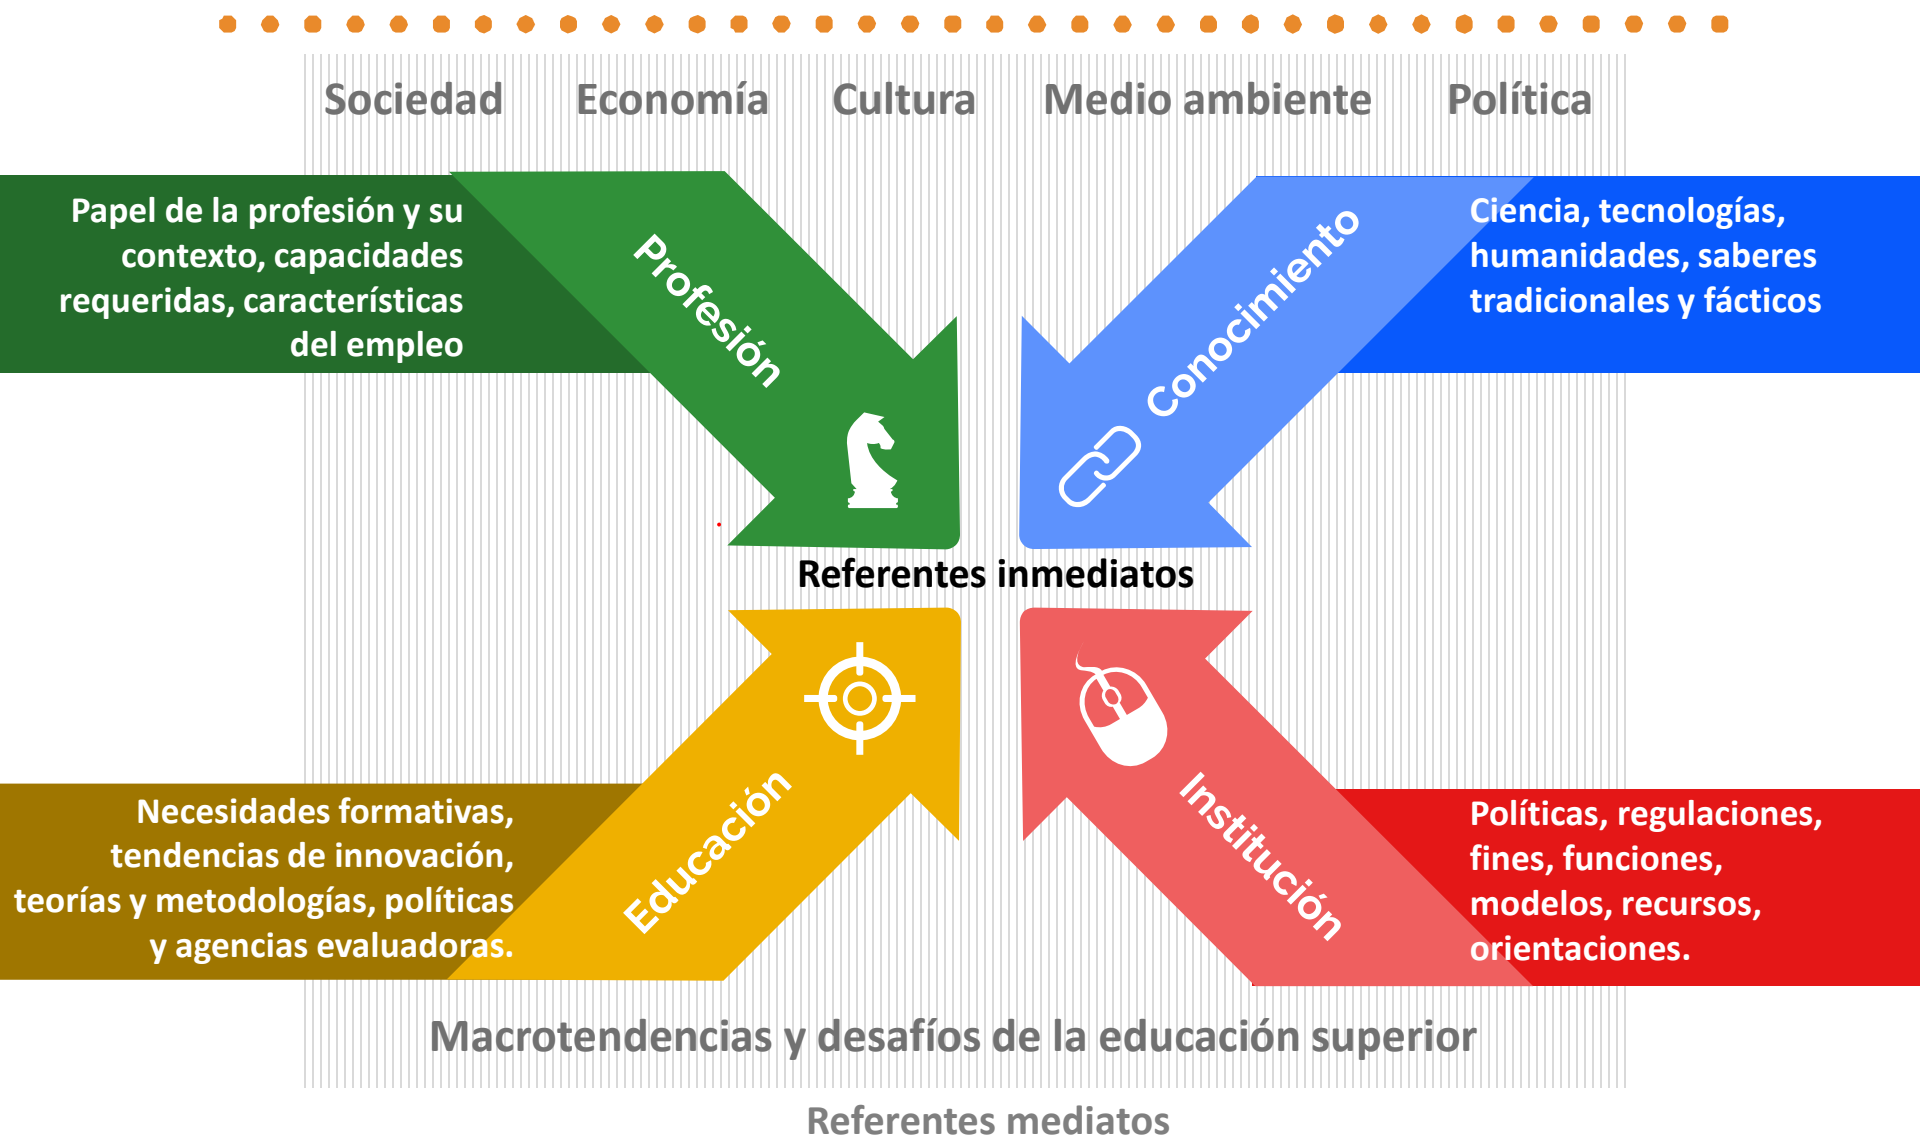 Sociedad Economía Cultura Medio ambiente Política
Papel de la profesión y su
contexto, capacidades
requeridas, características
del empleo
Profesión
Conocimiento
Ciencia, tecnologías,
humanidades, saberes
tradicionales y fácticos
Referentes inmediatos
Necesidades formativas,
tendencias de innovación,
teorías y metodologías, políticas
y agencias evaluadoras.
Educación
Institución
Políticas, regulaciones,
fines, funciones,
modelos, recursos,
orientaciones.
Macrotendencias y desafíos de la educación superior
Referentes mediatos